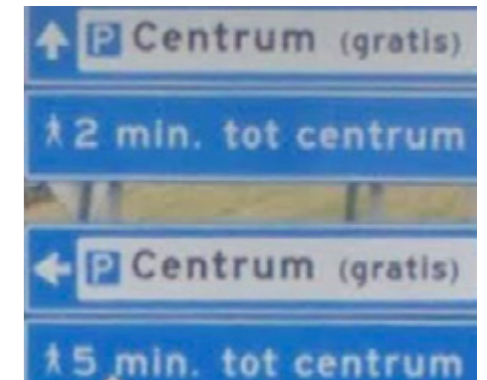 P Centrum (gratis)
2 min. tot centrum
P Centrum (gratis)
5 min. tot centrum